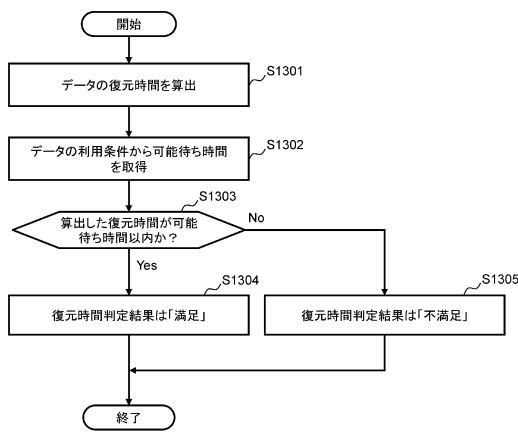 開始
S1301
データの復元時間を算出
S1302
データの利用条件から可能待ち時間
を取得
S1303
算出した復元時間が可能
待ち時間以内か？
No
Yes
S1304
復元時間判定結果は「満足」
S1305
復元時間判定結果は「不満足」
終了